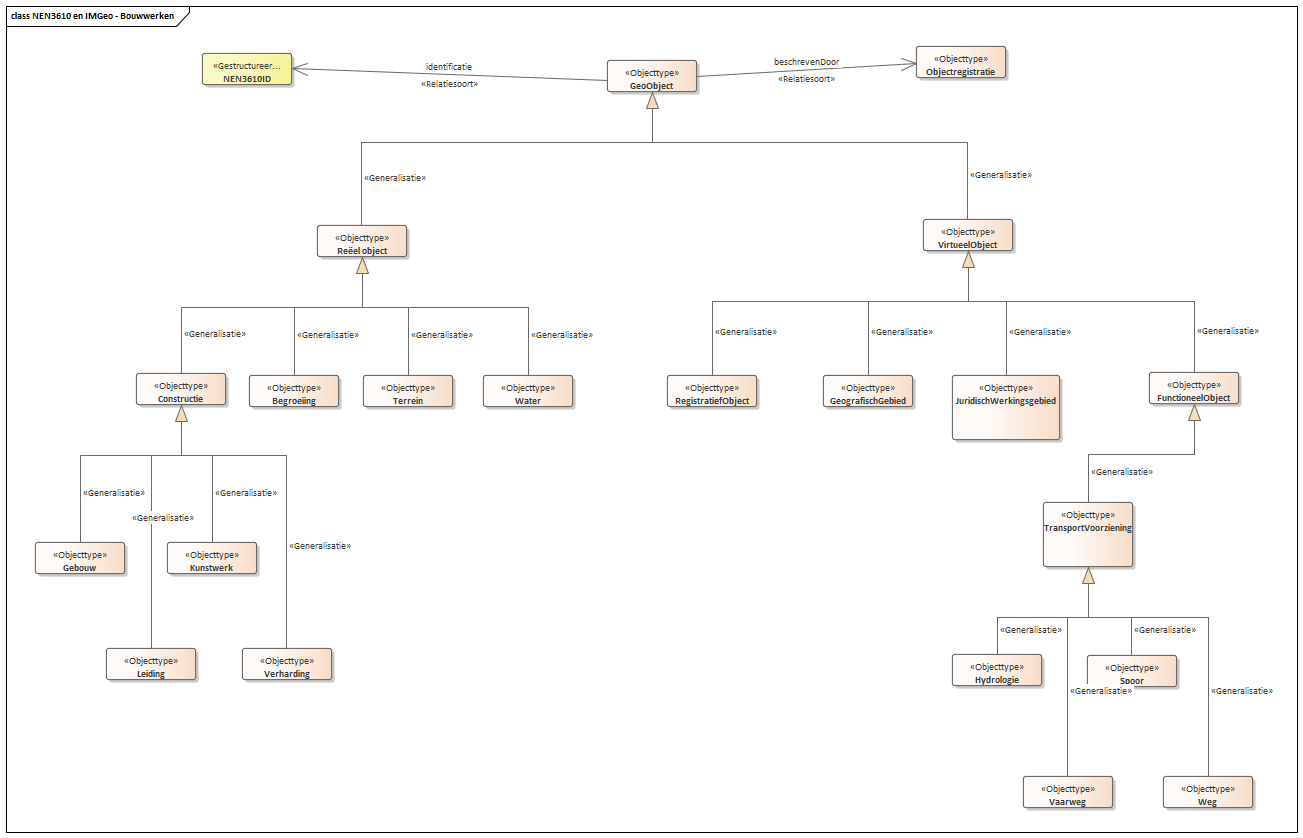 class NEN3610 en IMGeo - Bouwwerken
«Gestructureer...
NEN3610ID
identificatie
«Relatiesoort»
«Objecttype»
GeoObject
beschrevenDoor
«Relatiesoort»
«Objecttype»
Objectregistratie
«Generalisatie»
«Generalisatie»
«Objecttype»
Reëel object
«Objecttype»
VirtueelObject
«Generalisatie»
«Generalisatie»
«Generalisatie»
«Generalisatie»
«Generalisatie»
«Generalisatie»
«Generalisatie»
«Generalisatie»
«Objecttype»
Constructie
«Objecttype»
Begroeiing
«Objecttype»
Terrein
«Objecttype»
Water
«Objecttype»
RegistratiefObject
«Objecttype»
GeografischGebied
«Objecttype»
JuridischWerkingsgebied
«Objecttype»
FunctioneelObject
«Generalisatie»
«Generalisatie»
«Generalisatie»
«Generalisatie»
«Generalisatie»
«Objecttype»
Gebouw
«Objecttype»
Kunstwerk
«Objecttype»
TransportVoorziening
«Objecttype»
Leiding
«Objecttype»
Verharding
«Generalisatie»
«Generalisatie»
«Objecttype»
Hydrologie
«Objecttype»
Spoor
«Generalisatie»
«Generalisatie»
«Objecttype»
Vaarweg
«Objecttype»
Weg